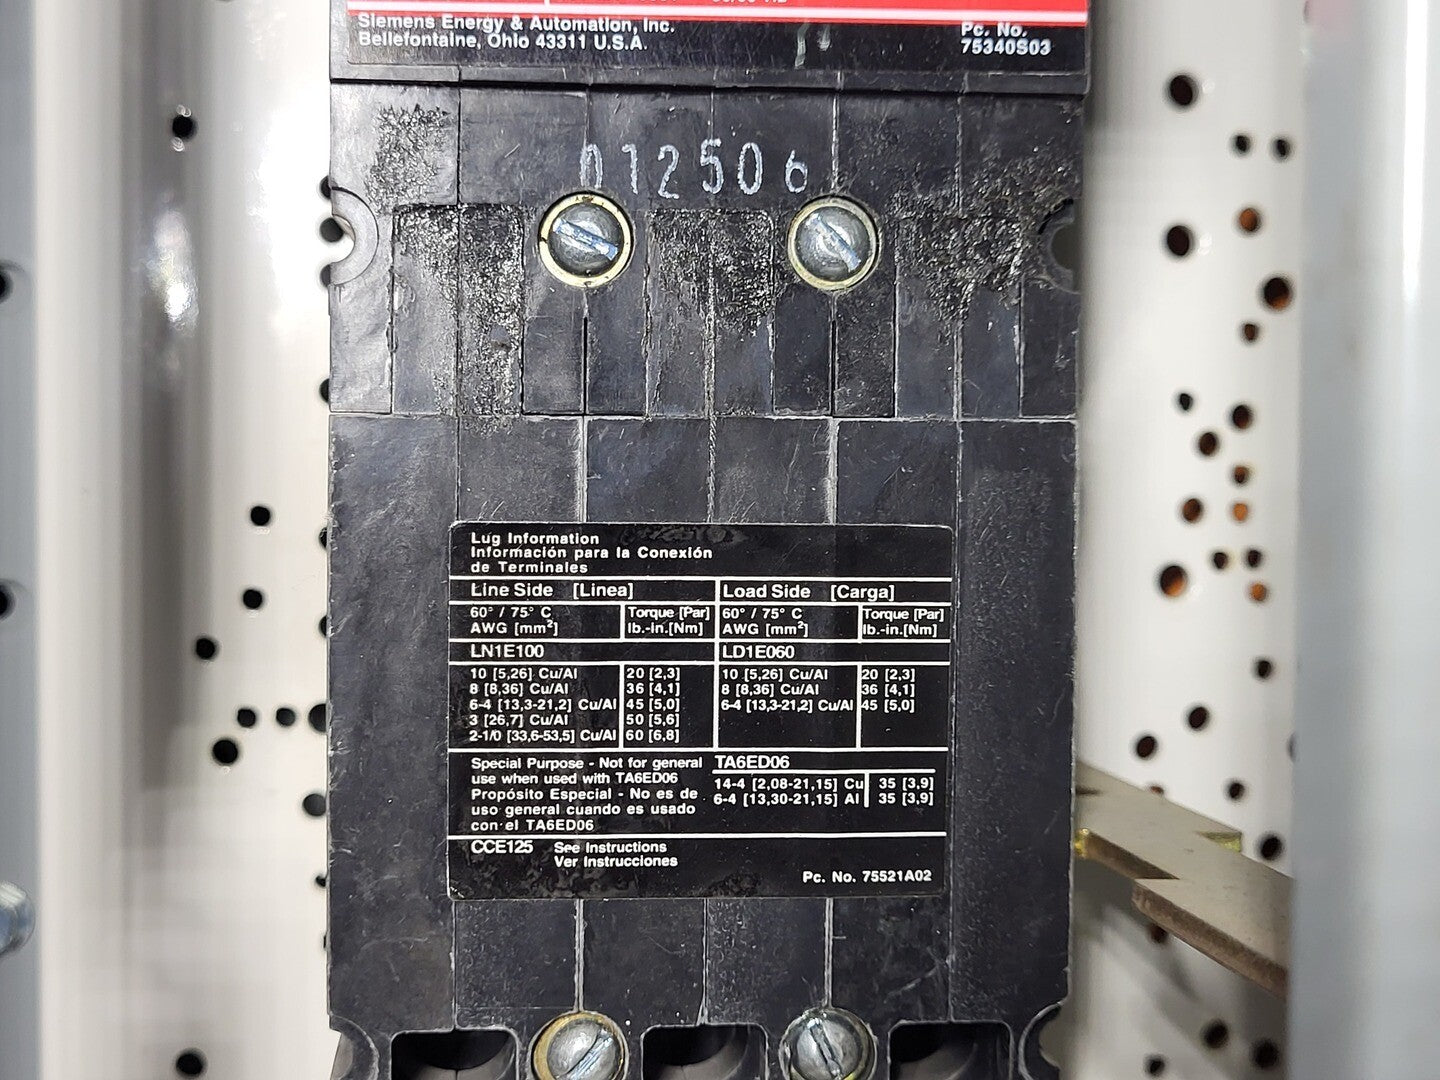 Siemens Energy & Automation, Inc.
Bellefontaine, Ohio 43311 U.S.A.
Pc. No.
75340S03
012506
Lug Information
Información para la Conexión
de Terminales
Line Side [Linea] Load Side [Carga]
60° / 75° C Torque [Par] 60° / 75° C Torque [Par]
AWG [mm²] lb.-in.[Nm] AWG [mm²] lb.-in.[Nm]
LN1E100 LD1E060
10 [5,26] Cu/Al 20 [2,3] 10 [5,26] Cu/Al 20 [2,3]
8 [8,36] Cu/Al 36 [4,1] 8 [8,36] Cu/Al 36 [4,1]
6-4 [13,3-21,2] Cu/Al 45 [5,0] 6-4 [13,3-21,2] Cu/Al 45 [5,0]
3 [26,7] Cu/Al 50 [5,6]
2-1/0 [33,6-53,5] Cu/Al 60 [6,8]
Special Purpose - Not for general
use when used with TA6ED06
Propósito Especial - No es de
uso general cuando es usado
con el TA6ED06
TA6ED06
14-4 [2,08-21,15] Cu 35 [3,9]
6-4 [13,30-21,15] Al 35 [3,9]
CCE125 See Instructions
Ver Instrucciones
Pc. No. 75521A02